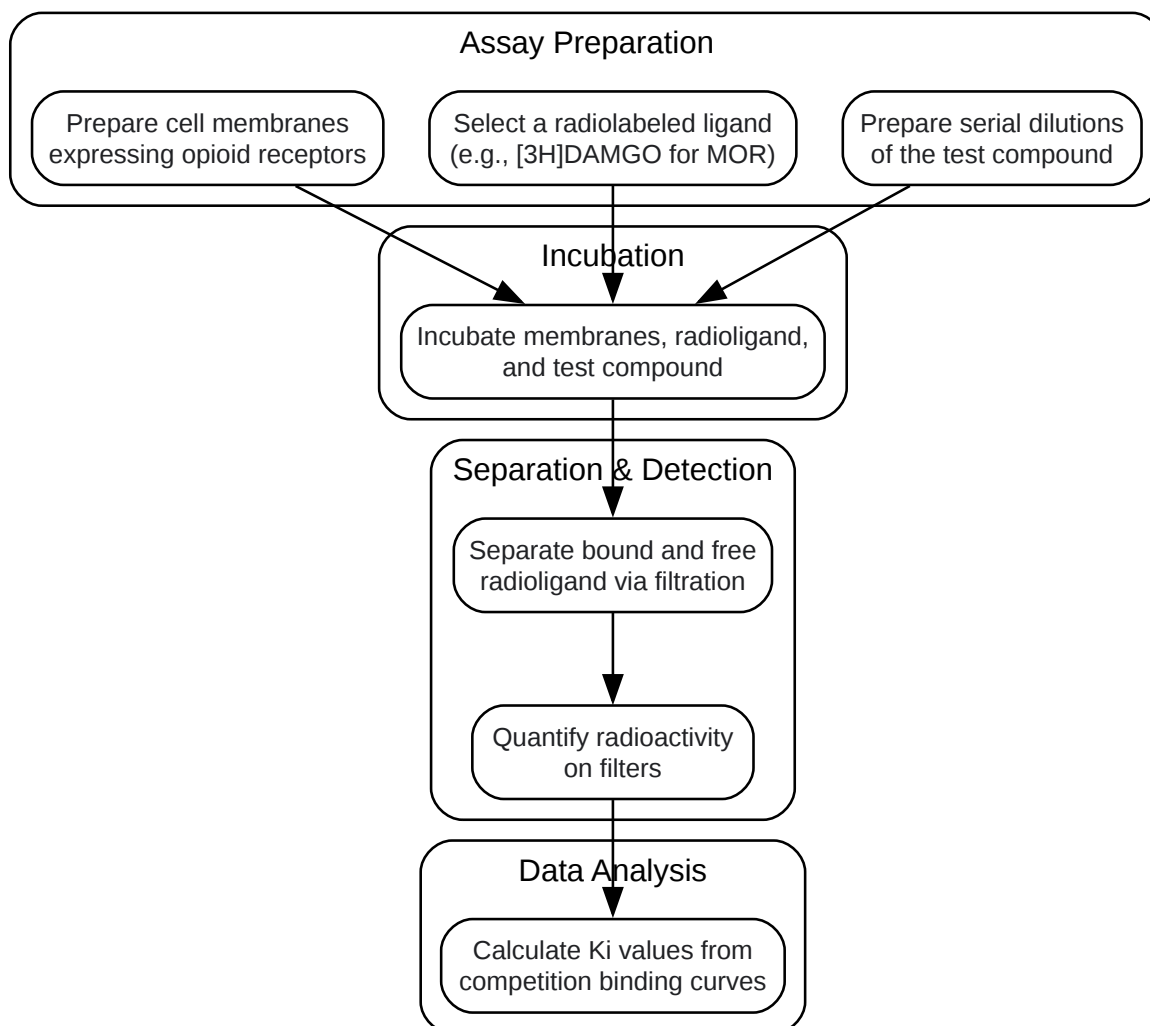 Assay Preparation
Prepare cell membranes
expressing opioid receptors
Select a radiolabeled ligand
(e.g., [3H]DAMGO for MOR)
Prepare serial dilutions
of the test compound
Incubation
Incubate membranes, radioligand,
and test compound
Separation & Detection
Separate bound and free
radioligand via filtration
Quantify radioactivity
on filters
Data Analysis
Calculate Ki values from
competition binding curves